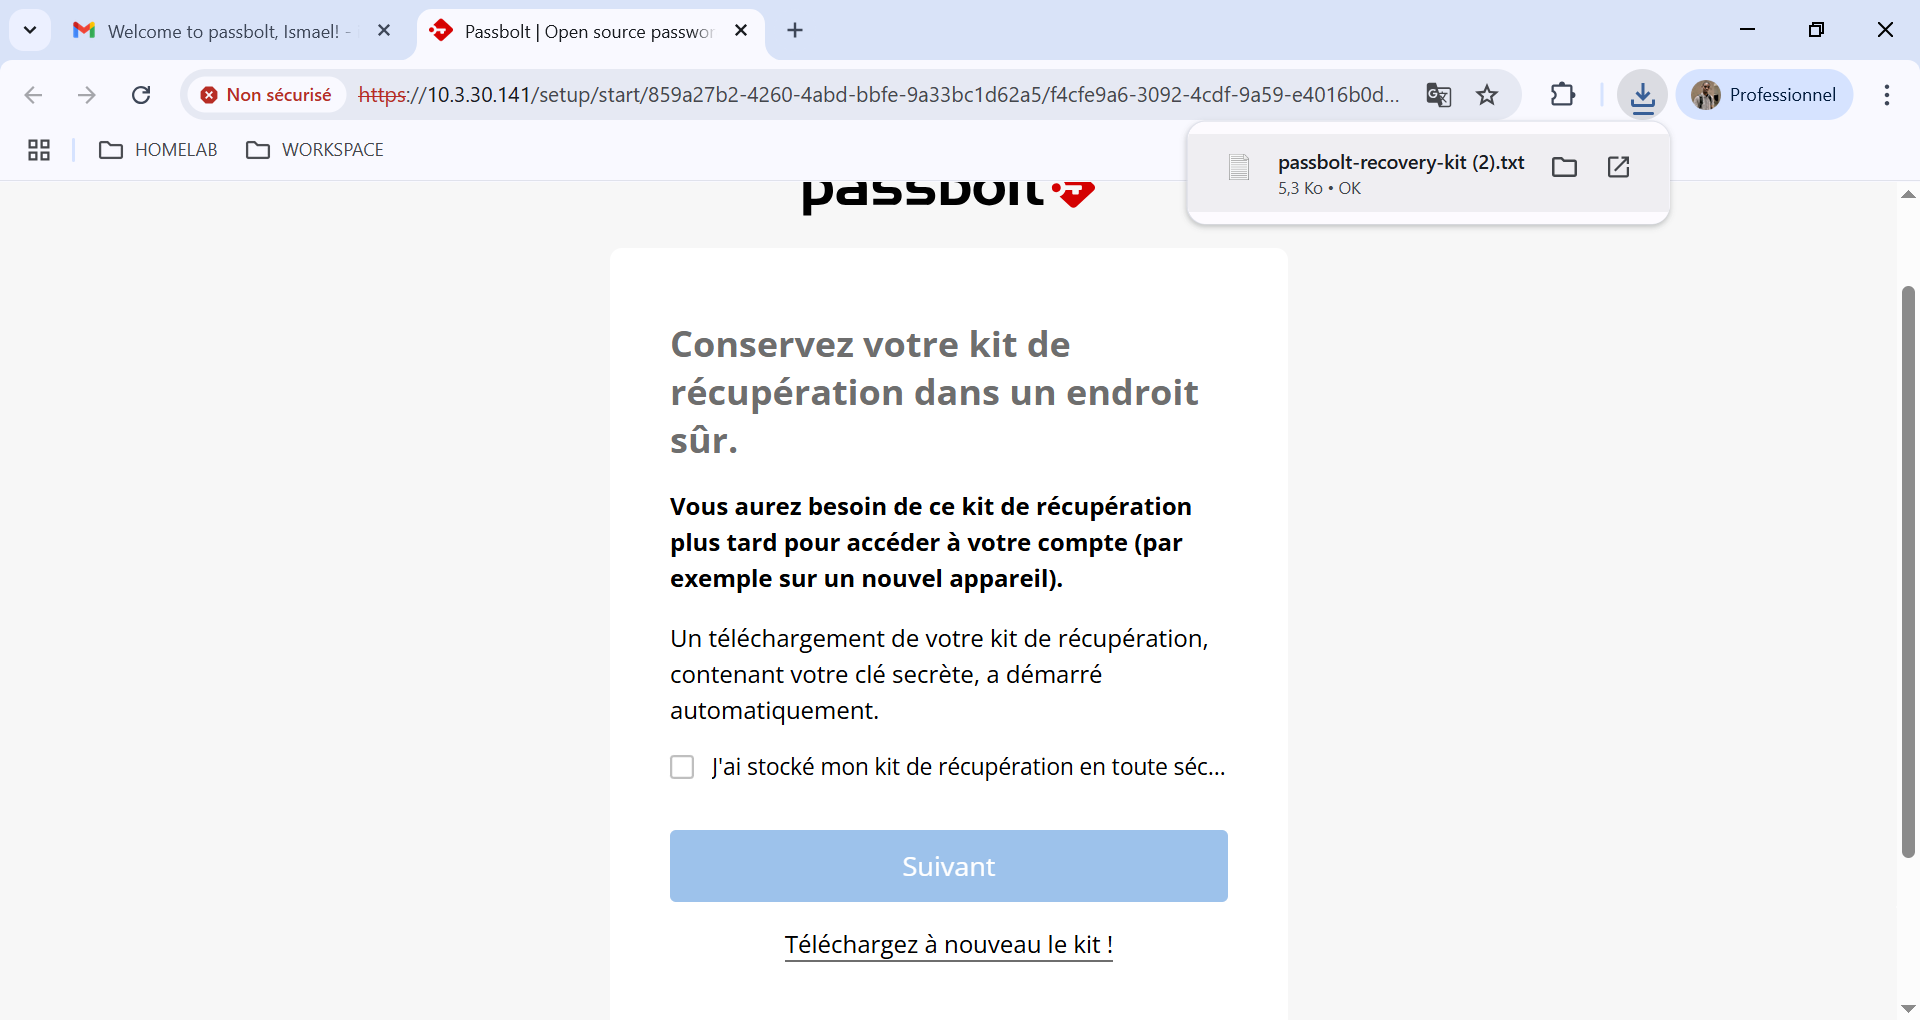 Welcome to passbolt, Ismael! -
Passbolt | Open source passwor
Non sécurisé
https://10.3.30.141/setup/start/859a27b2-4260-4abd-bbfe-9a33bc1d62a5/f4cfe9a6-3092-4cdf-9a59-e4016b0d...
Professionnel
HOMELAB
WORKSPACE
passbolt-recovery-kit (2).txt
5,3 Ko • OK
passbolt
Conservez votre kit de
récupération dans un endroit
sûr.
Vous aurez besoin de ce kit de récupération
plus tard pour accéder à votre compte (par
exemple sur un nouvel appareil).
Un téléchargement de votre kit de récupération,
contenant votre clé secrète, a démarré
automatiquement.
J'ai stocké mon kit de récupération en toute séc...
Suivant
Téléchargez à nouveau le kit !